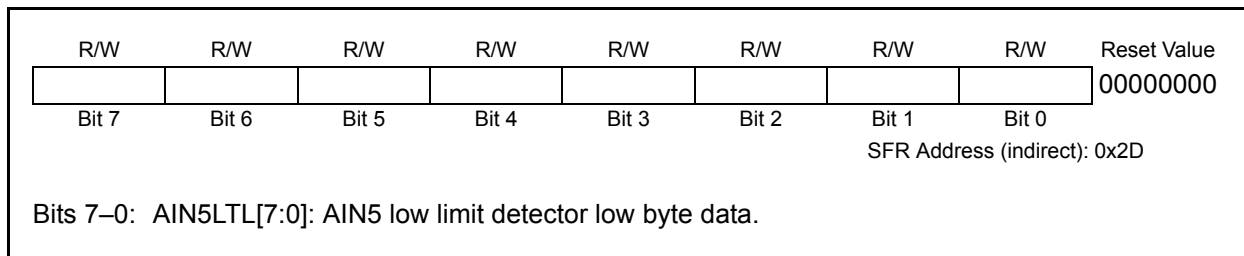 R/W R/W R/W R/W R/W R/W R/W R/W Reset Value
00000000
Bit 7 Bit 6 Bit 5 Bit 4 Bit 3 Bit 2 Bit 1 Bit 0
SFR Address (indirect): 0x2D
Bits 7–0: AIN5LTL[7:0]: AIN5 low limit detector low byte data.